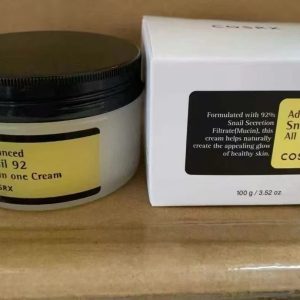 anced
il 92
n one Cream
SRX
COSRX
Formulated with 92%
Snail Secretion
Filtrate(Mucin), this
cream helps naturally
create the appealing glow
of healthy skin.
Ad
Sn
All
COS
100 g / 3.52 oz